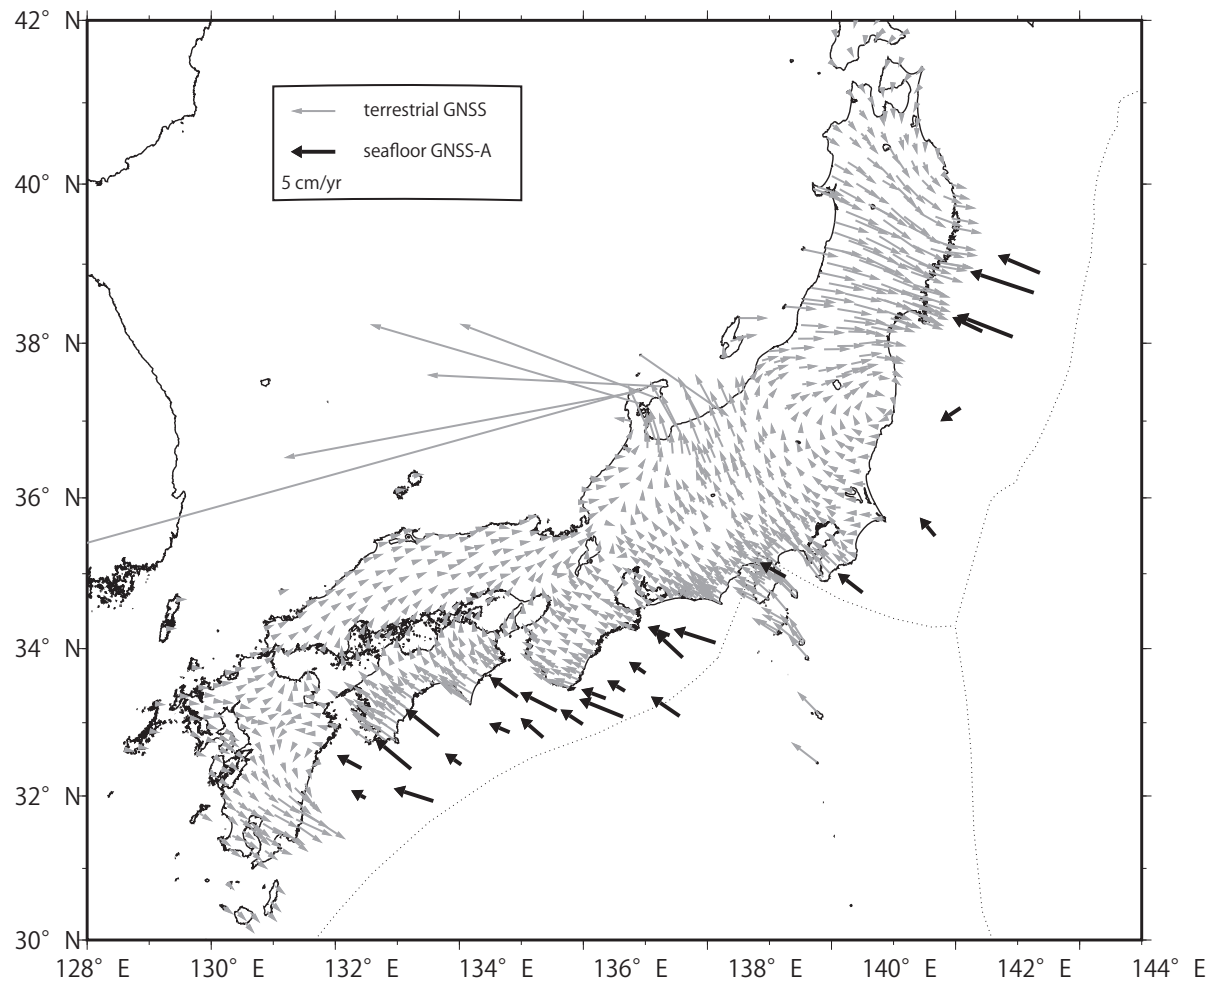 42° N
terrestrial GNSS
seafloor GNSS-A
5 cm/yr
40° N
38° N
36° N
34° N
32° N
30° N
128° E 130° E 132° E 134° E 136° E 138° E 140° E 142° E 144° E